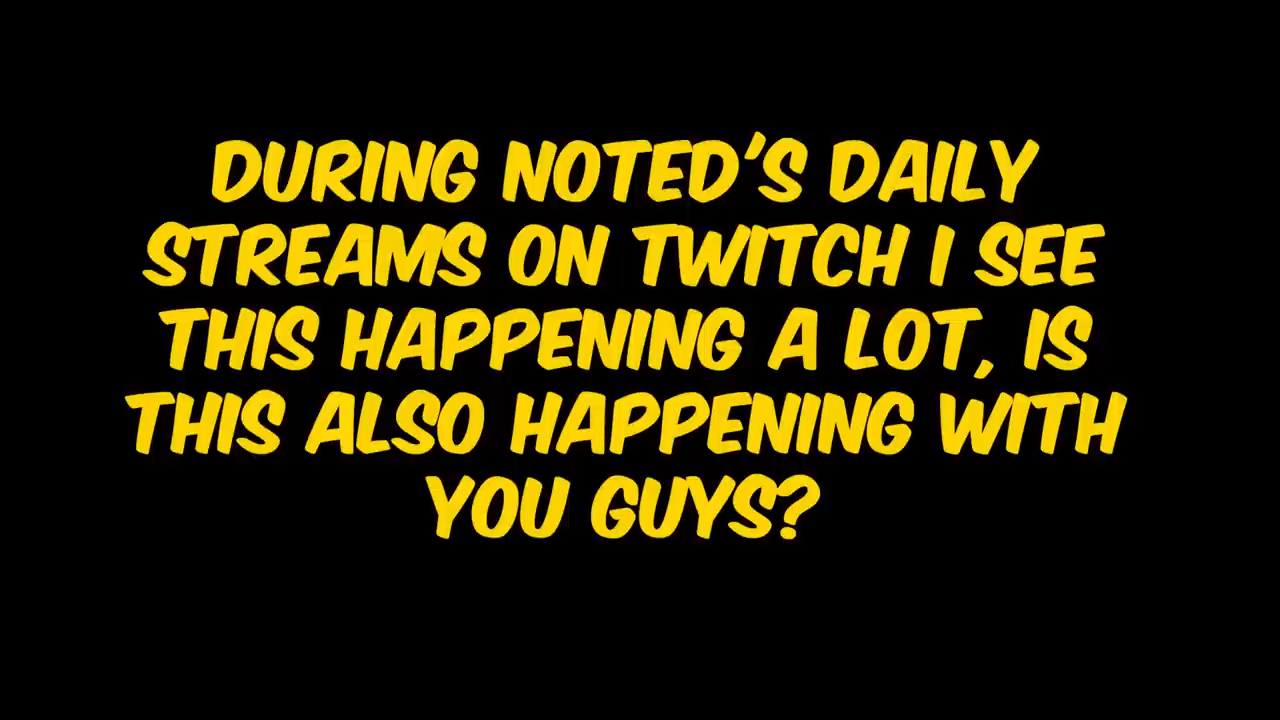 DURING NOTED'S DAILY
STREAMS ON TWITCH I SEE
THIS HAPPENING A LOT, IS
THIS ALSO HAPPENING WITH
YOU GUYS?